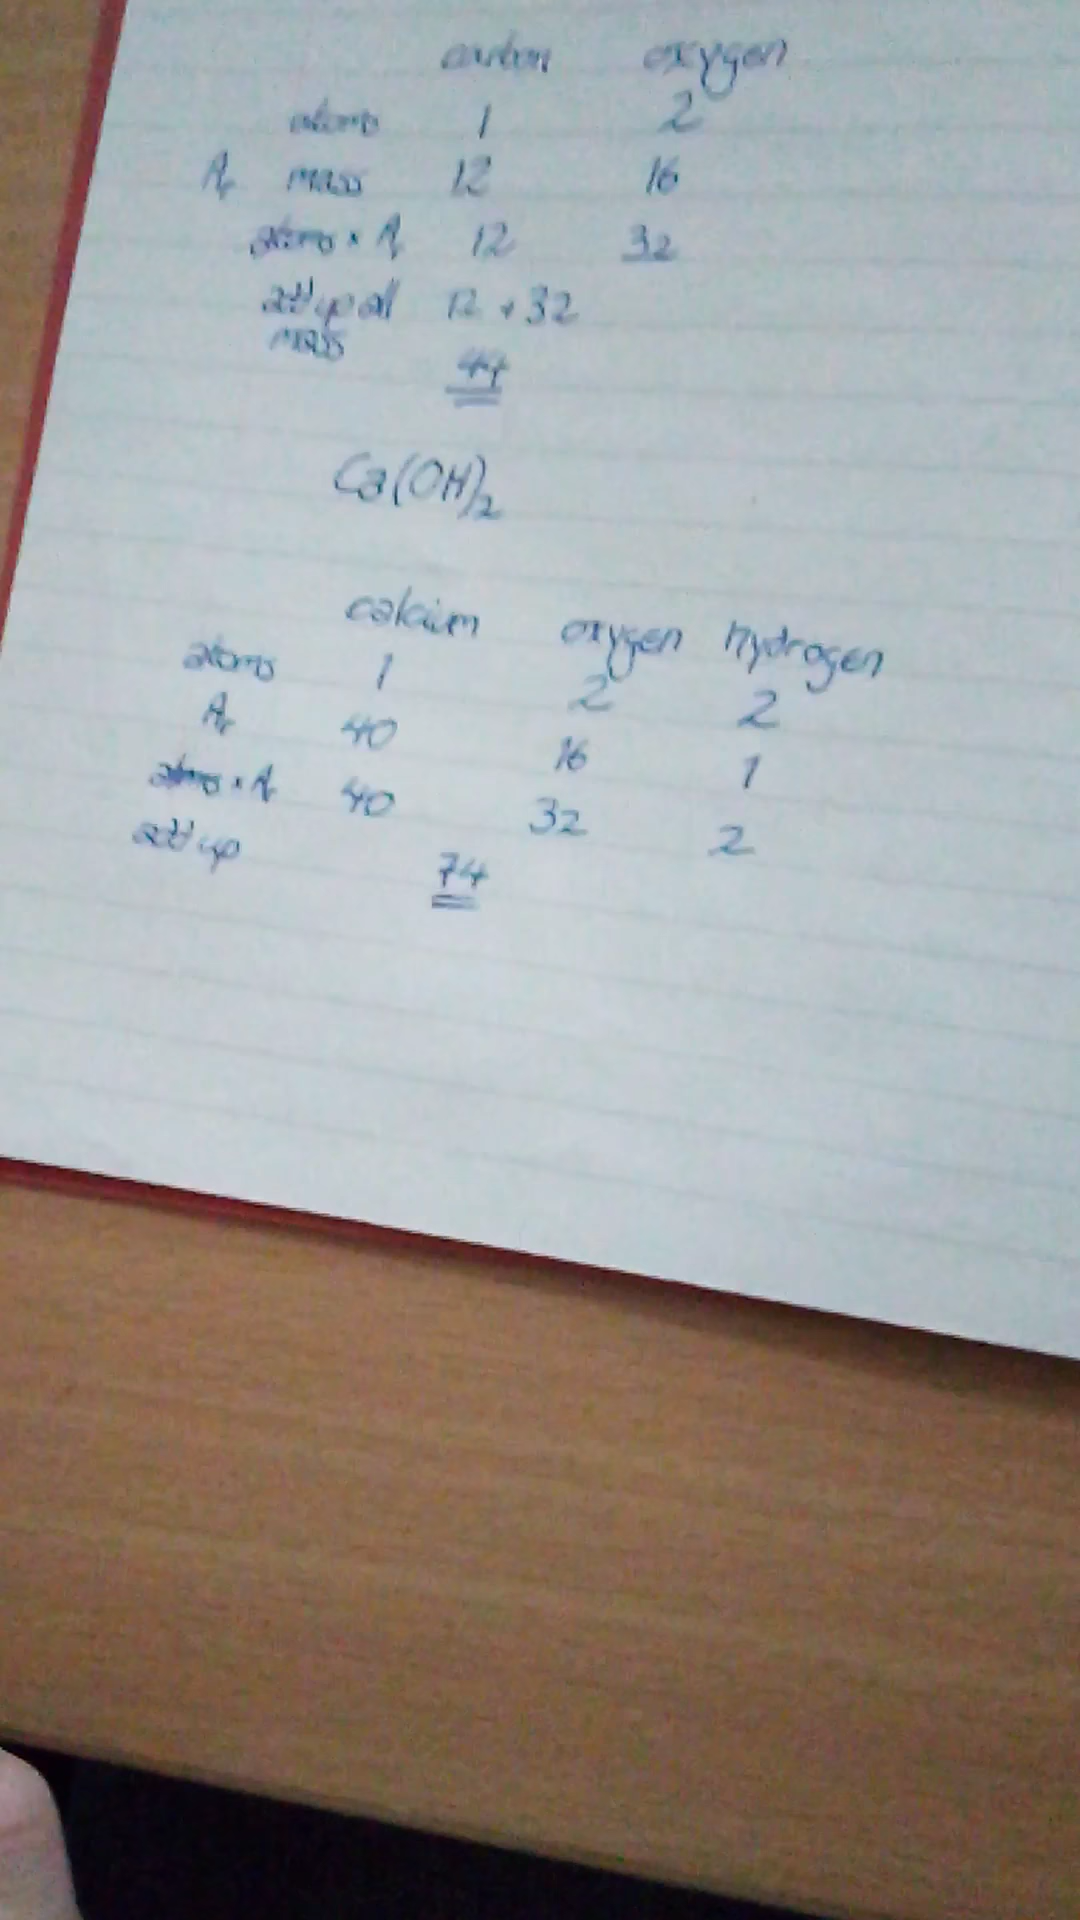 carbon oxygen
atoms 1 2
Ar mass 12 16
atoms × Ar 12 32
add up all 12 + 32
mass
44
Ca(OH)₂
calcium oxygen hydrogen
atoms 1 2 2
Ar 40 16 1
atoms × Ar 40 32 2
add up
74